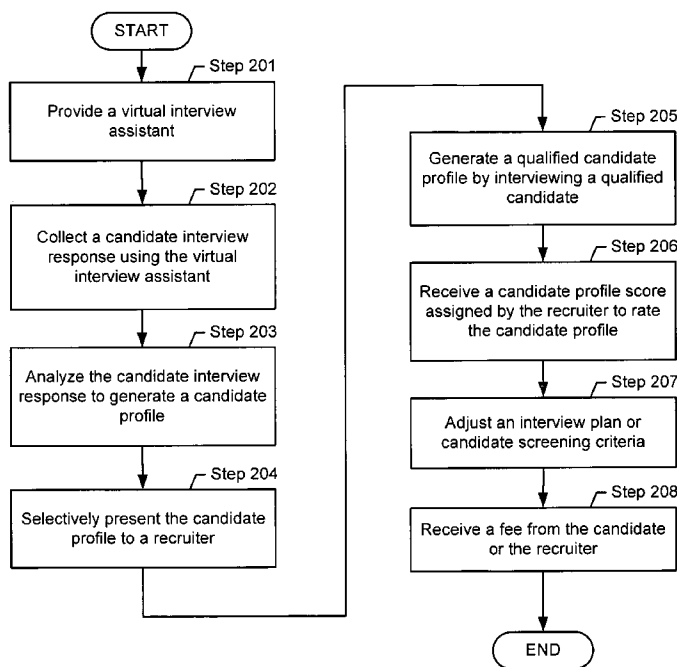 START
Step 201
Provide a virtual interview
assistant
Step 202
Collect a candidate interview
response using the virtual
interview assistant
Step 203
Analyze the candidate interview
response to generate a candidate
profile
Step 204
Selectively present the candidate
profile to a recruiter
Step 205
Generate a qualified candidate
profile by interviewing a qualified
candidate
Step 206
Receive a candidate profile score
assigned by the recruiter to rate
the candidate profile
Step 207
Adjust an interview plan or
candidate screening criteria
Step 208
Receive a fee from the candidate
or the recruiter
END